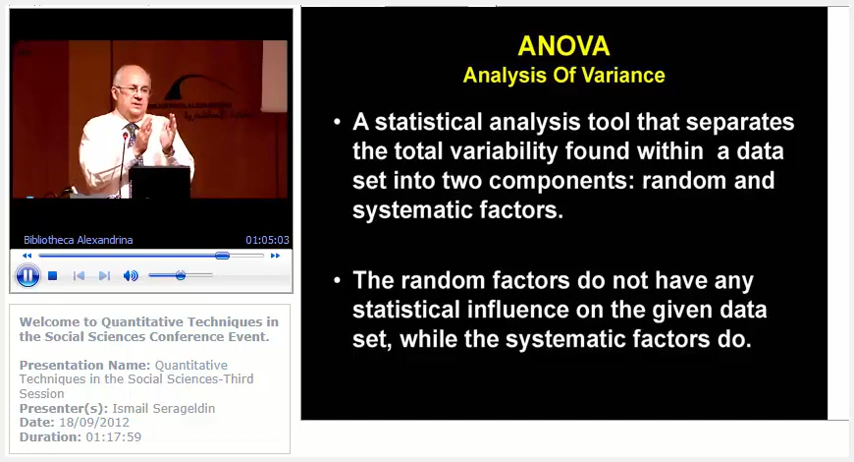 Bibliotheca Alexandrina
01:05:03
Welcome to Quantitative Techniques in
the Social Sciences Conference Event.
Presentation Name: Quantitative
Techniques in the Social Sciences-Third
Session
Presenter(s): Ismail Serageldin
Date: 18/09/2012
Duration: 01:17:59
ANOVA
Analysis Of Variance
• A statistical analysis tool that separates
the total variability found within a data
set into two components: random and
systematic factors.
• The random factors do not have any
statistical influence on the given data
set, while the systematic factors do.